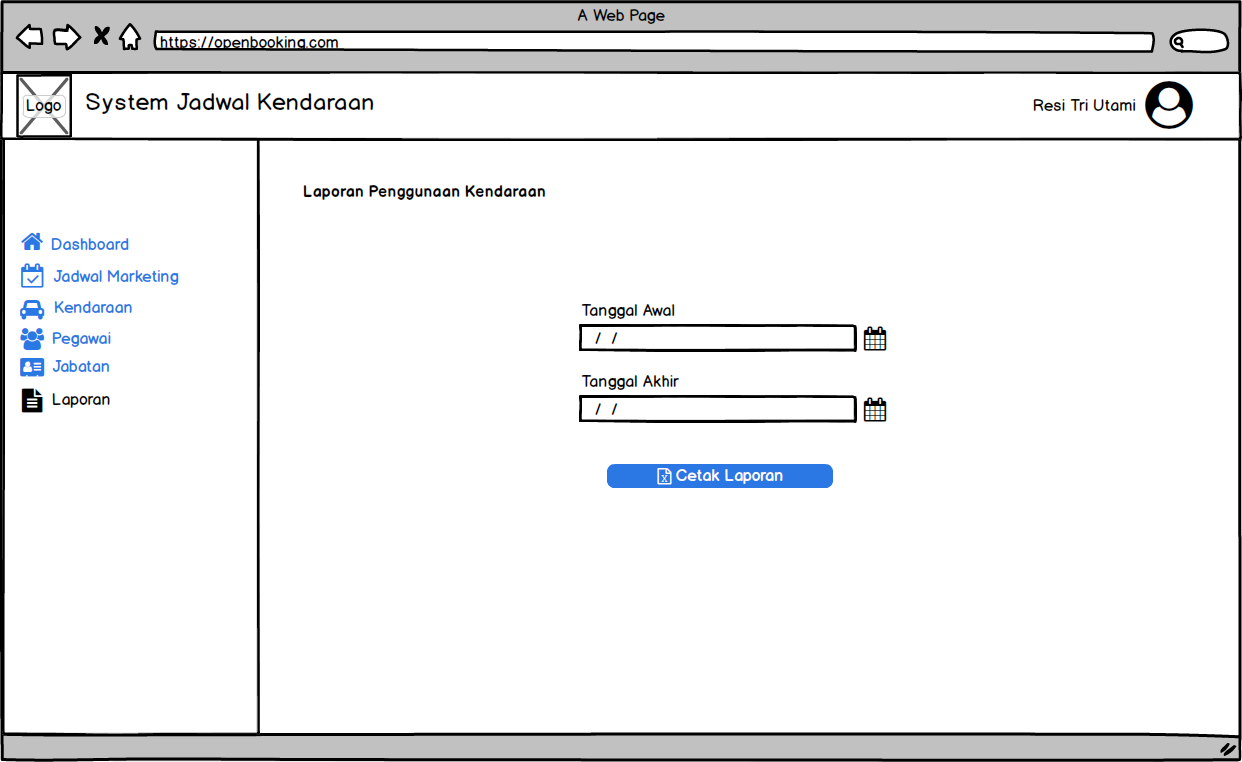 A Web Page
https://openbooking.com
Logo
System Jadwal Kendaraan
Resi Tri Utami
Laporan Penggunaan Kendaraan
Dashboard
Jadwal Marketing
Kendaraan
Pegawai
Jabatan
Laporan
Tanggal Awal
/ /
Tanggal Akhir
/ /
Cetak Laporan